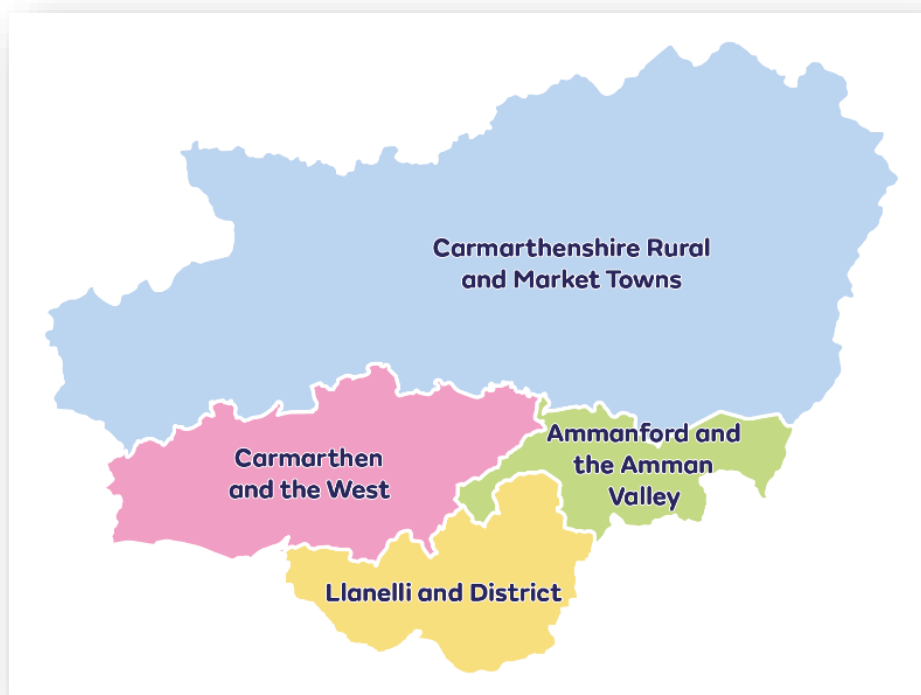 Carmarthenshire Rural
and Market Towns
Ammanford and
the Amman
Valley
Carmarthen
and the West
Llanelli and District